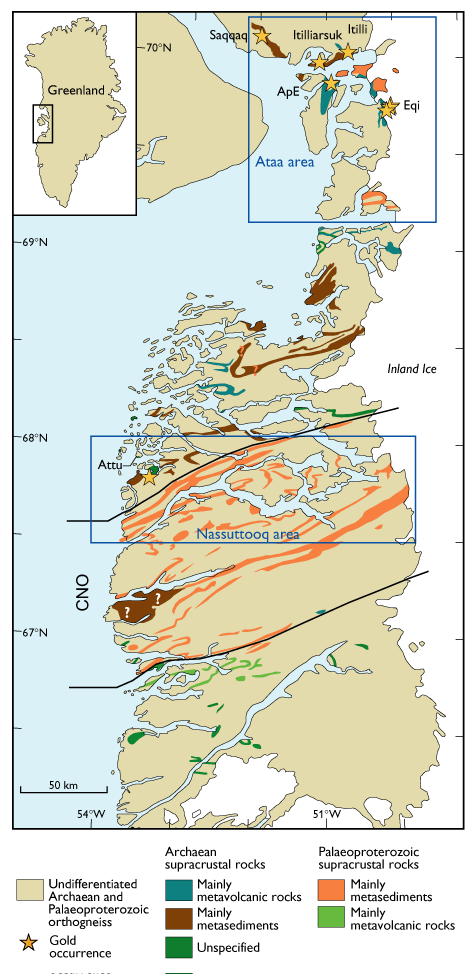 Saqqaq
Itilliarsuk
Itilli
70°N
Greenland
ApE
Eqi
Ataa area
69°N
Inland Ice
68°N
Attu
Nassuttooq area
CNO
?
?
67°N
50 km
54°W
51°W
Undifferentiated
Archaean and
Palaeoproterozoic
orthogneiss
Gold
occurrence
Archaean
supracrustal rocks
Mainly
metavolcanic rocks
Mainly
metasediments
Unspecified
Palaeoproterozoic
supracrustal rocks
Mainly
metasediments
Mainly
metavolcanic rocks